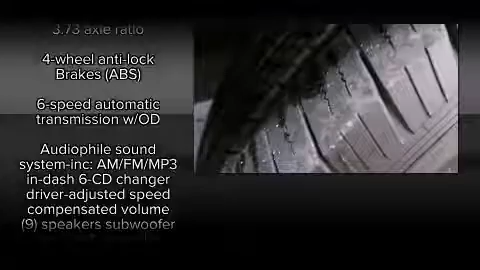 3.73 axle ratio
4-wheel anti-lock
Brakes (ABS)
6-speed automatic
transmission w/OD
Audiophile sound
system-inc: AM/FM/MP3
in-dash 6-CD changer
driver-adjusted speed
compensated volume
(9) speakers subwoofer